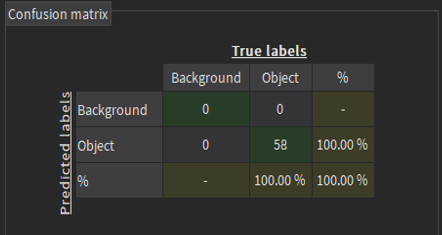 Confusion matrix
True labels
Background Object %
Predicted labels
Background 0 0 -
Object 0 58 100.00 %
% - 100.00 % 100.00 %